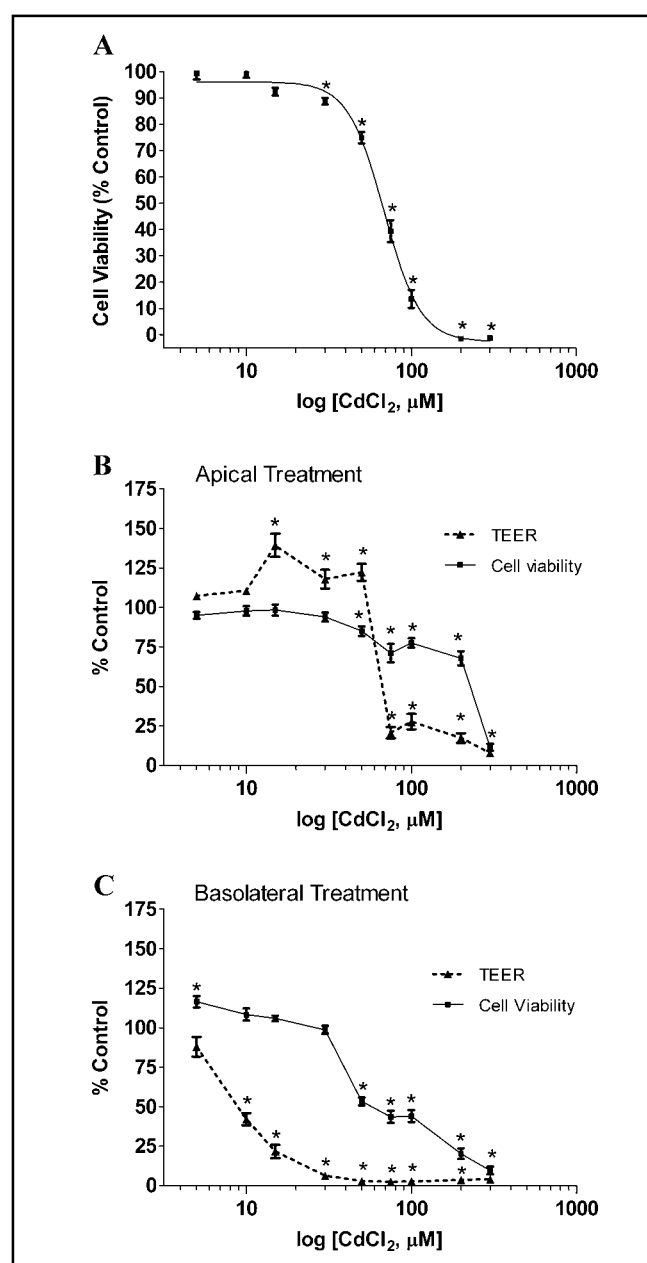 A
Cell Viability (% Control)
100
90
80
70
60
50
40
30
20
10
0
* * * * * *
10 100 1000
log [CdCl₂, μM]
B Apical Treatment
% Control
175
150
125
100
75
50
25
0
TEER
Cell viability
* * *
* * * *
* * * *
10 100 1000
log [CdCl₂, μM]
C Basolateral Treatment
% Control
175
150
125
100
75
50
25
0
TEER
Cell Viability
*
* * * * *
* * * * * *
*
10 100 1000
log [CdCl₂, μM]